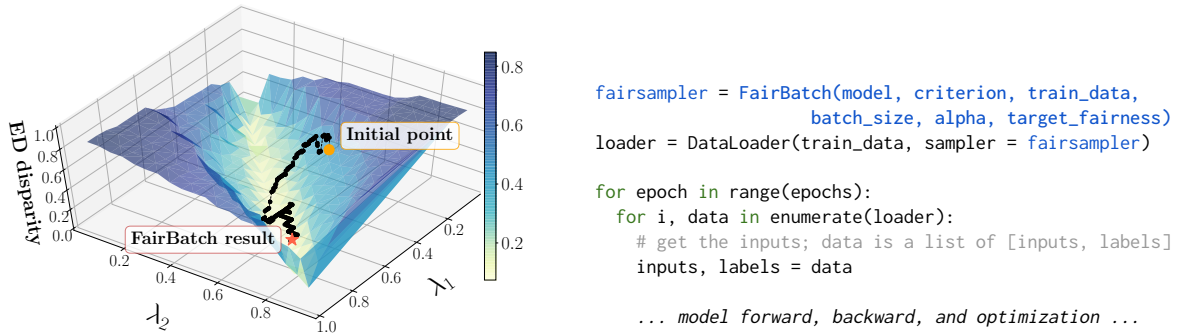 ED disparity
1.0
0.8
0.6
0.4
0.2
0.0
0.2
0.4
0.6
0.8
1.0
λ₂
0.2
0.4
0.6
0.8
λ₁
Initial point
FairBatch result
0.8
0.6
0.4
0.2
fairsampler = FairBatch(model, criterion, train_data,
batch_size, alpha, target_fairness)
loader = DataLoader(train_data, sampler = fairsampler)
for epoch in range(epochs):
for i, data in enumerate(loader):
# get the inputs; data is a list of [inputs, labels]
inputs, labels = data
... model forward, backward, and optimization ...